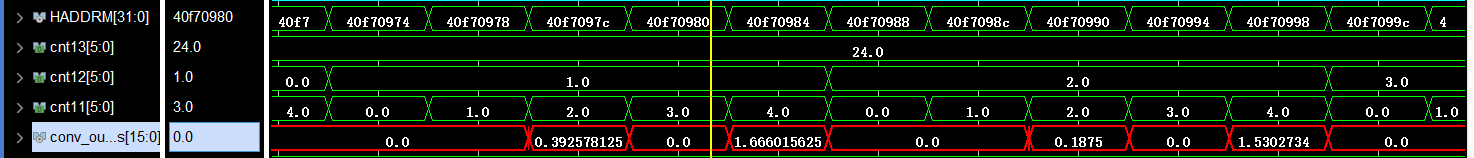 HADDRM[31:0] 40f70980 40f7 40f70974 40f70978 40f7097c 40f70980 40f70984 40f70988 40f7098c 40f70990 40f70994 40f70998 40f7099c 4
cnt13[5:0] 24.0 24.0
cnt12[5:0] 1.0 0.0 1.0 2.0 3.0
cnt11[5:0] 3.0 4.0 0.0 1.0 2.0 3.0 4.0 0.0 1.0 2.0 3.0 4.0 0.0 1.0
conv_ou...s[15:0] 0.0 0.0 0.392578125 0.0 1.666015625 0.0 0.1875 0.0 1.5302734 0.0